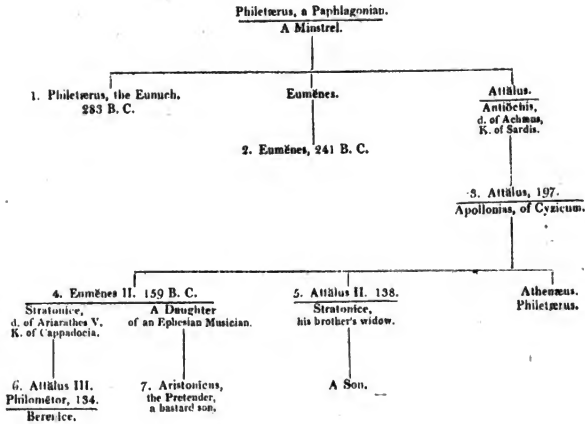 Philetærus, a Paphlagonian.
A Minstrel.
1. Philetærus, the Eunuch.
283 B. C.
Eumĕnes.
Attălus.
Antiŏchis,
d. of Achæus,
K. of Sardis.
2. Eumĕnes, 241 B. C.
3. Attălus, 197.
Apollonias, of Cyzicum.
4. Eumĕnes II. 159 B. C.
Stratonice,
d. of Ariarathes V.
K. of Cappadocia.
A Daughter
of an Ephesian Musician.
5. Attălus II. 138.
Stratonice,
his brother's widow.
Athenæus.
Philetærus.
6. Attălus III.
Philomĕtor, 134.
Berenice.
7. Aristonicus,
the Pretender,
a bastard son.
A Son.